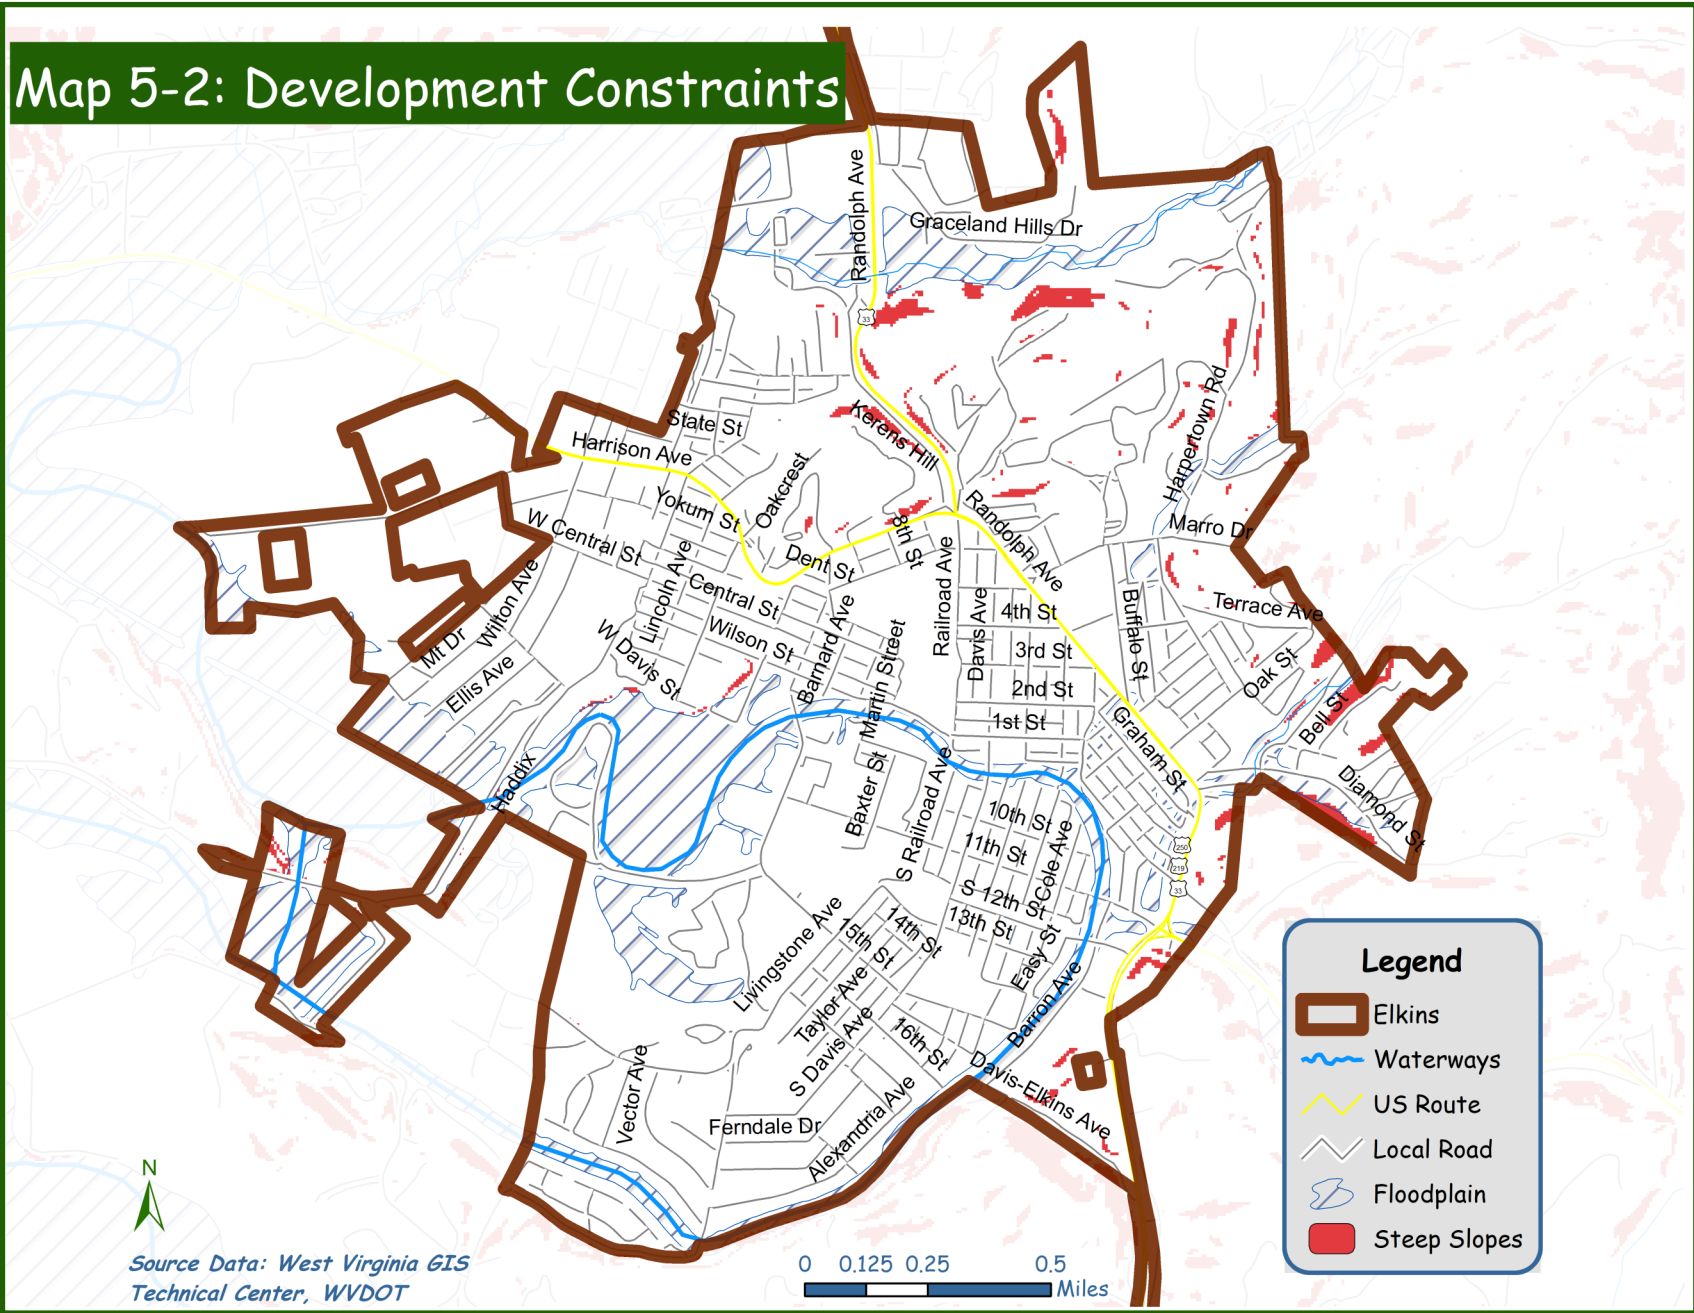 Map 5-2: Development Constraints
Randolph Ave
Graceland Hills Dr
33
Kerens Hill
Harpertown Rd
State St
Harrison Ave
Oakcrest
Yokum St
W Central St
8th St
Randolph Ave
Marro Dr
Dent St
Railroad Ave
Lincoln Ave
Central St
Wilton Ave
Barnard Ave
Davis Ave
4th St
Buffalo St
Terrace Ave
Wilson St
W Davis St
Mt Dr
Martin Street
3rd St
2nd St
Oak St
Ellis Ave
1st St
Graham St
Bell St
Haddix
Baxter St
S Railroad Ave
Diamond St
10th St
11th St
Cole Ave
250
219
33
S 12th St
13th St
14th St
15th St
Easy St
Livingstone Ave
Taylor Ave
S Davis Ave
16th St
Barron Ave
Davis-Elkins Ave
Vector Ave
Ferndale Dr
Alexandria Ave
Legend
Elkins
Waterways
US Route
Local Road
Floodplain
Steep Slopes
N
Source Data: West Virginia GIS
Technical Center, WVDOT
0 0.125 0.25 0.5
Miles